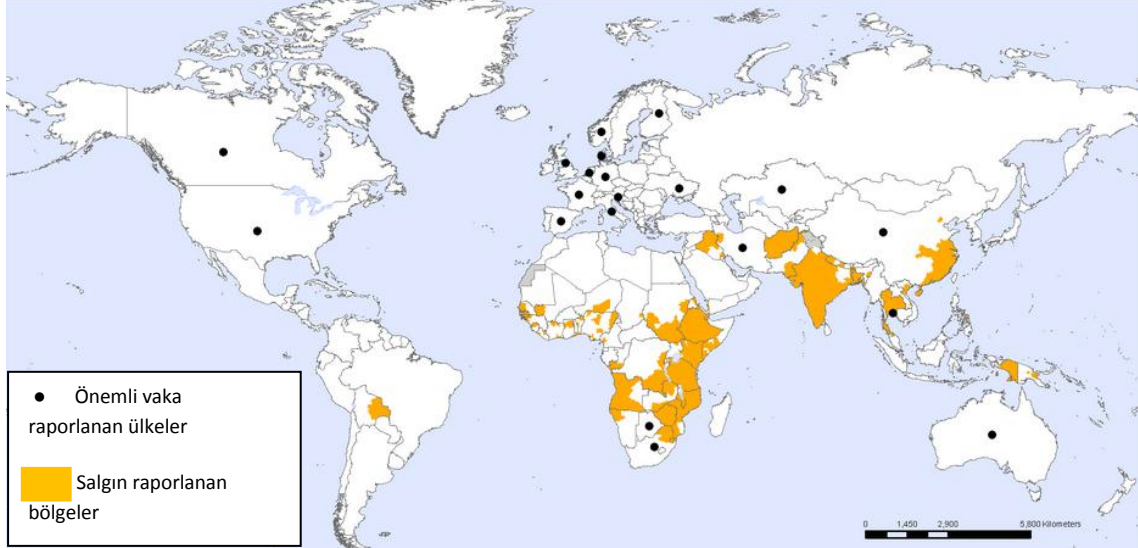 ● Önemli vaka
raporlanan ülkeler
Salgın raporlanan
bölgeler
0 1,450 2,900 5,800 Kilometers